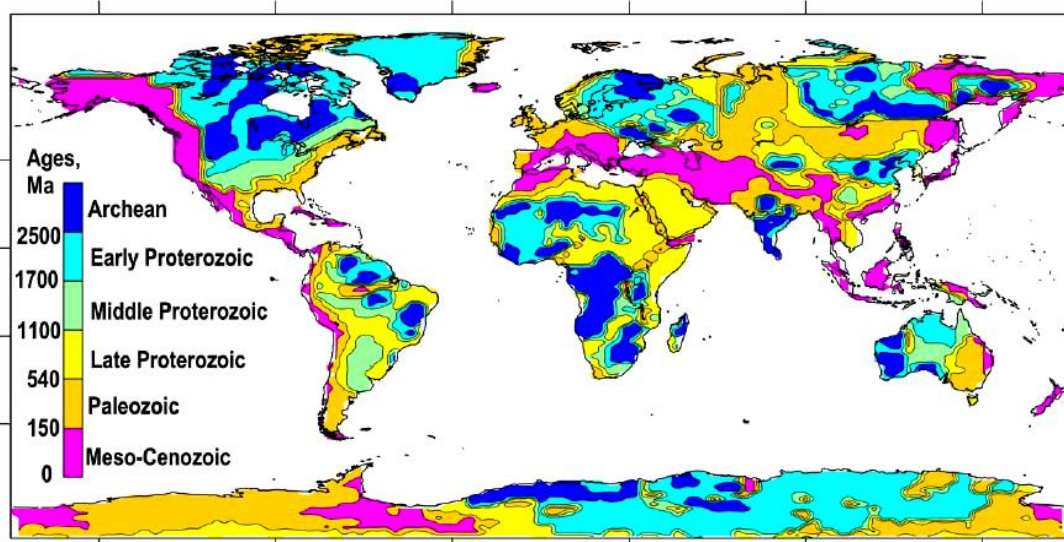 Ages,
Ma
Archean
2500
Early Proterozoic
1700
Middle Proterozoic
1100
Late Proterozoic
540
Paleozoic
150
Meso-Cenozoic
0